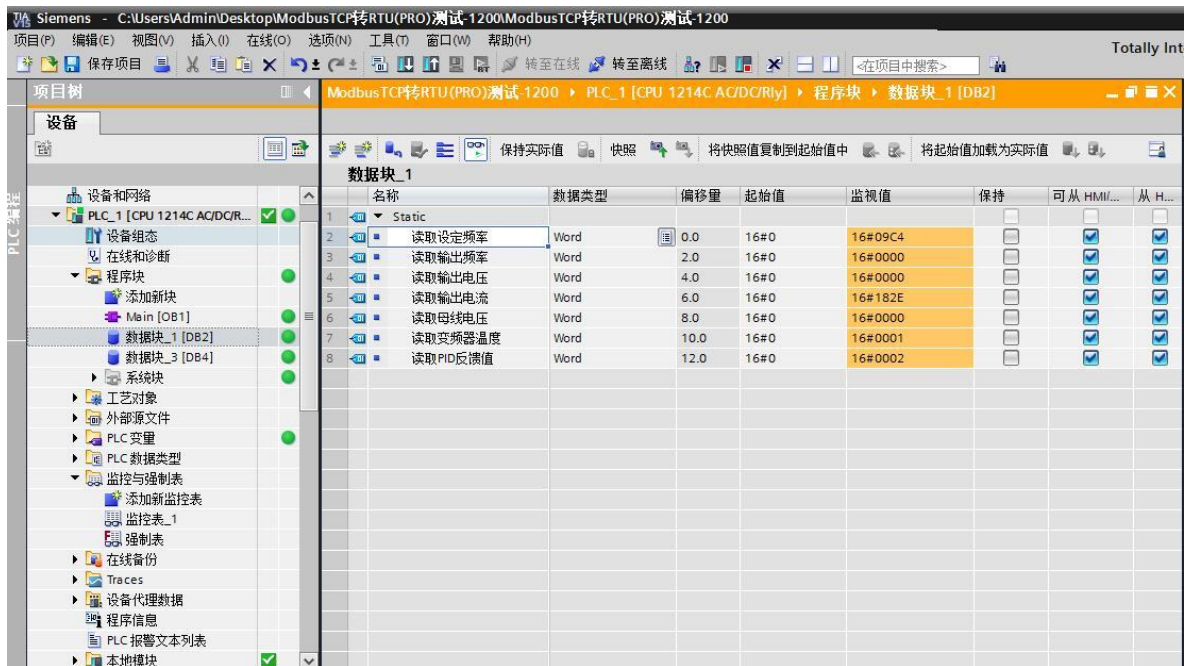 Siemens - C:\Users\Admin\Desktop\ModbusTCP转RTU(PRO)测试-1200\ModbusTCP转RTU(PRO)测试-1200
项目(P) 编辑(E) 视图(V) 插入(I) 在线(O) 选项(N) 工具(T) 窗口(W) 帮助(H)
Totally Int
保存项目 转至在线 转至离线 <在项目中搜索>
项目树
ModbusTCP转RTU(PRO)测试-1200 PLC_1 [CPU 1214C AC/DC/Rly] 程序块 数据块_1 [DB2]
设备
保持实际值 快照 将快照值复制到起始值中 将起始值加载为实际值
数据块_1
名称 数据类型 偏移量 起始值 监视值 保持 可从 HMI/... 从 H...
1 Static
2 读取设定频率 Word 0.0 16#0 16#09C4
3 读取输出频率 Word 2.0 16#0 16#0000
4 读取输出电压 Word 4.0 16#0 16#0000
5 读取输出电流 Word 6.0 16#0 16#182E
6 读取母线电压 Word 8.0 16#0 16#0000
7 读取变频器温度 Word 10.0 16#0 16#0001
8 读取PID反馈值 Word 12.0 16#0 16#0002
PLC 编程
设备和网络
PLC_1 [CPU 1214C AC/DC/R...
设备组态
在线和诊断
程序块
添加新块
Main [OB1]
数据块_1 [DB2]
数据块_3 [DB4]
系统块
工艺对象
外部源文件
PLC 变量
PLC 数据类型
监控与强制表
添加新监控表
监控表_1
强制表
在线备份
Traces
设备代理数据
程序信息
PLC 报警文本列表
本地模块